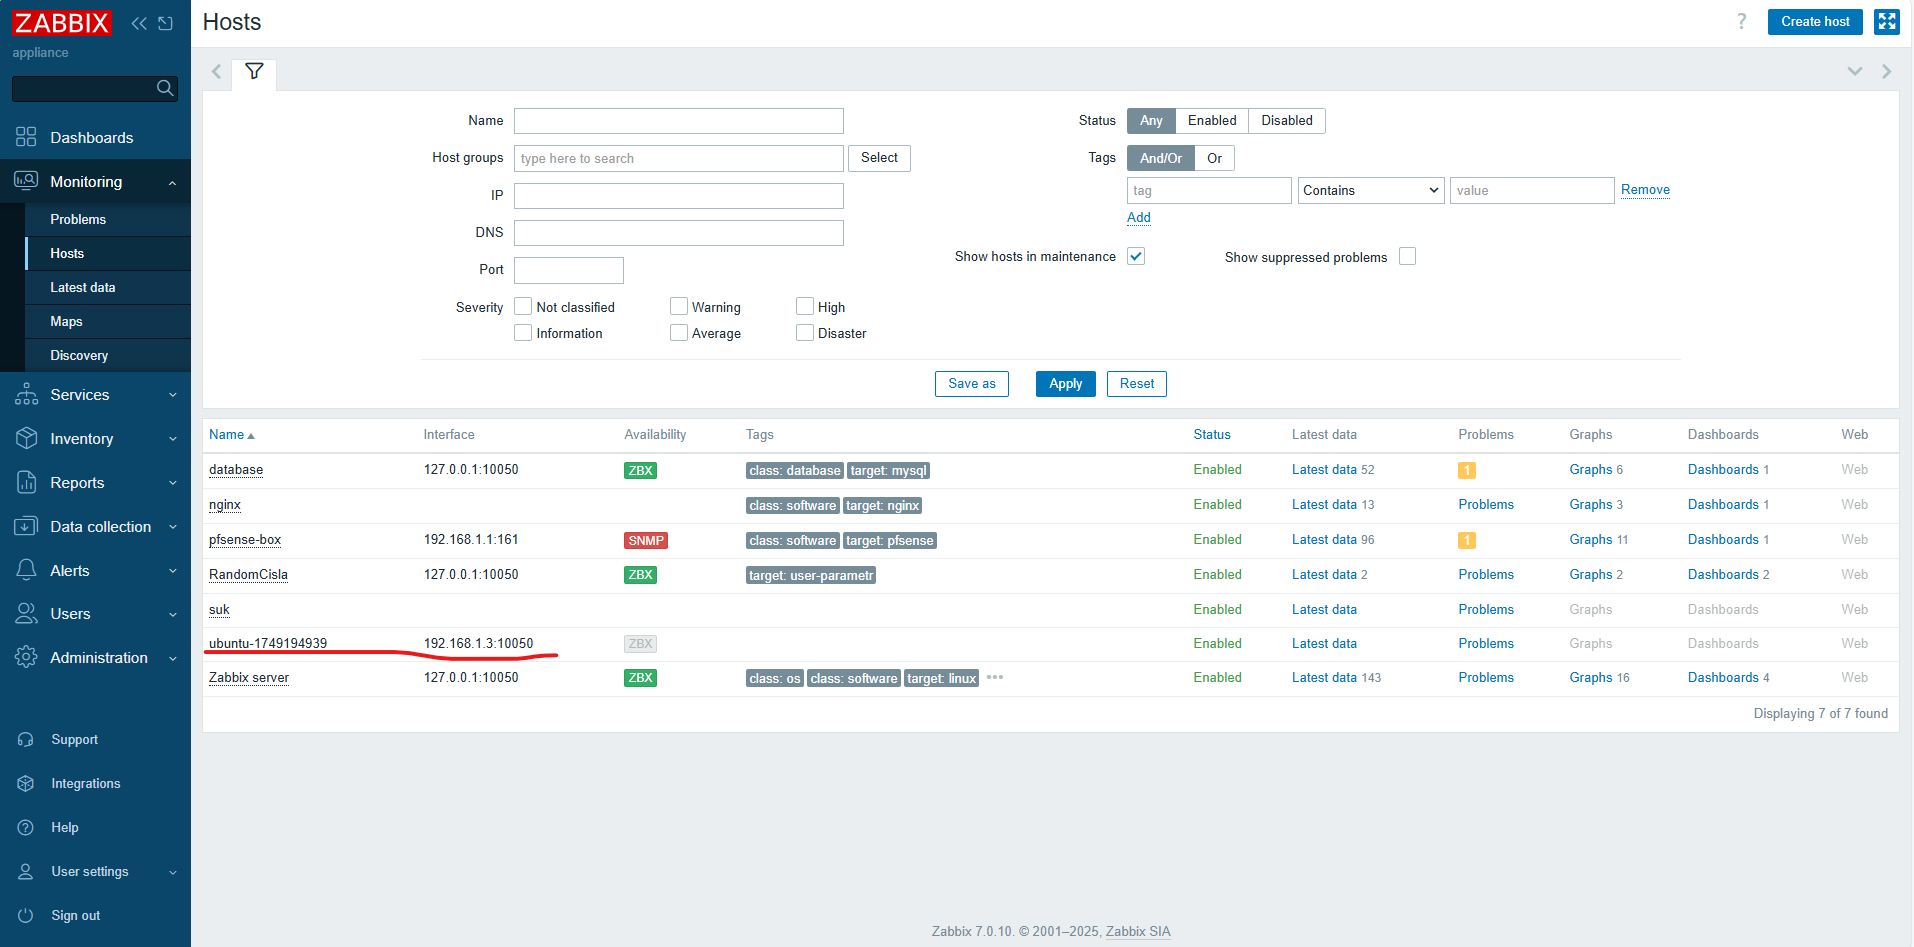 ZABBIX
appliance
Dashboards
Monitoring
Problems
Hosts
Latest data
Maps
Discovery
Services
Inventory
Reports
Data collection
Alerts
Users
Administration
Support
Integrations
Help
User settings
Sign out
Hosts
? Create host
Name
Status Any Enabled Disabled
Host groups type here to search Select
Tags And/Or Or
IP
tag Contains value Remove
Add
DNS
Show hosts in maintenance Show suppressed problems
Port
Severity Not classified Warning High
Information Average Disaster
Save as Apply Reset
Name Interface Availability Tags Status Latest data Problems Graphs Dashboards Web
database 127.0.0.1:10050 ZBX class: database target: mysql Enabled Latest data 52 1 Graphs 6 Dashboards 1 Web
nginx class: software target: nginx Enabled Latest data 13 Problems Graphs 3 Dashboards 1 Web
pfsense-box 192.168.1.1:161 SNMP class: software target: pfsense Enabled Latest data 96 1 Graphs 11 Dashboards 1 Web
RandomCisla 127.0.0.1:10050 ZBX target: user-parametr Enabled Latest data 2 Problems Graphs 2 Dashboards 2 Web
suk Enabled Latest data Problems Graphs Dashboards Web
ubuntu-1749194939 192.168.1.3:10050 ZBX Enabled Latest data Problems Graphs Dashboards Web
Zabbix server 127.0.0.1:10050 ZBX class: os class: software target: linux ••• Enabled Latest data 143 Problems Graphs 16 Dashboards 4 Web
Displaying 7 of 7 found
Zabbix 7.0.10. © 2001–2025, Zabbix SIA